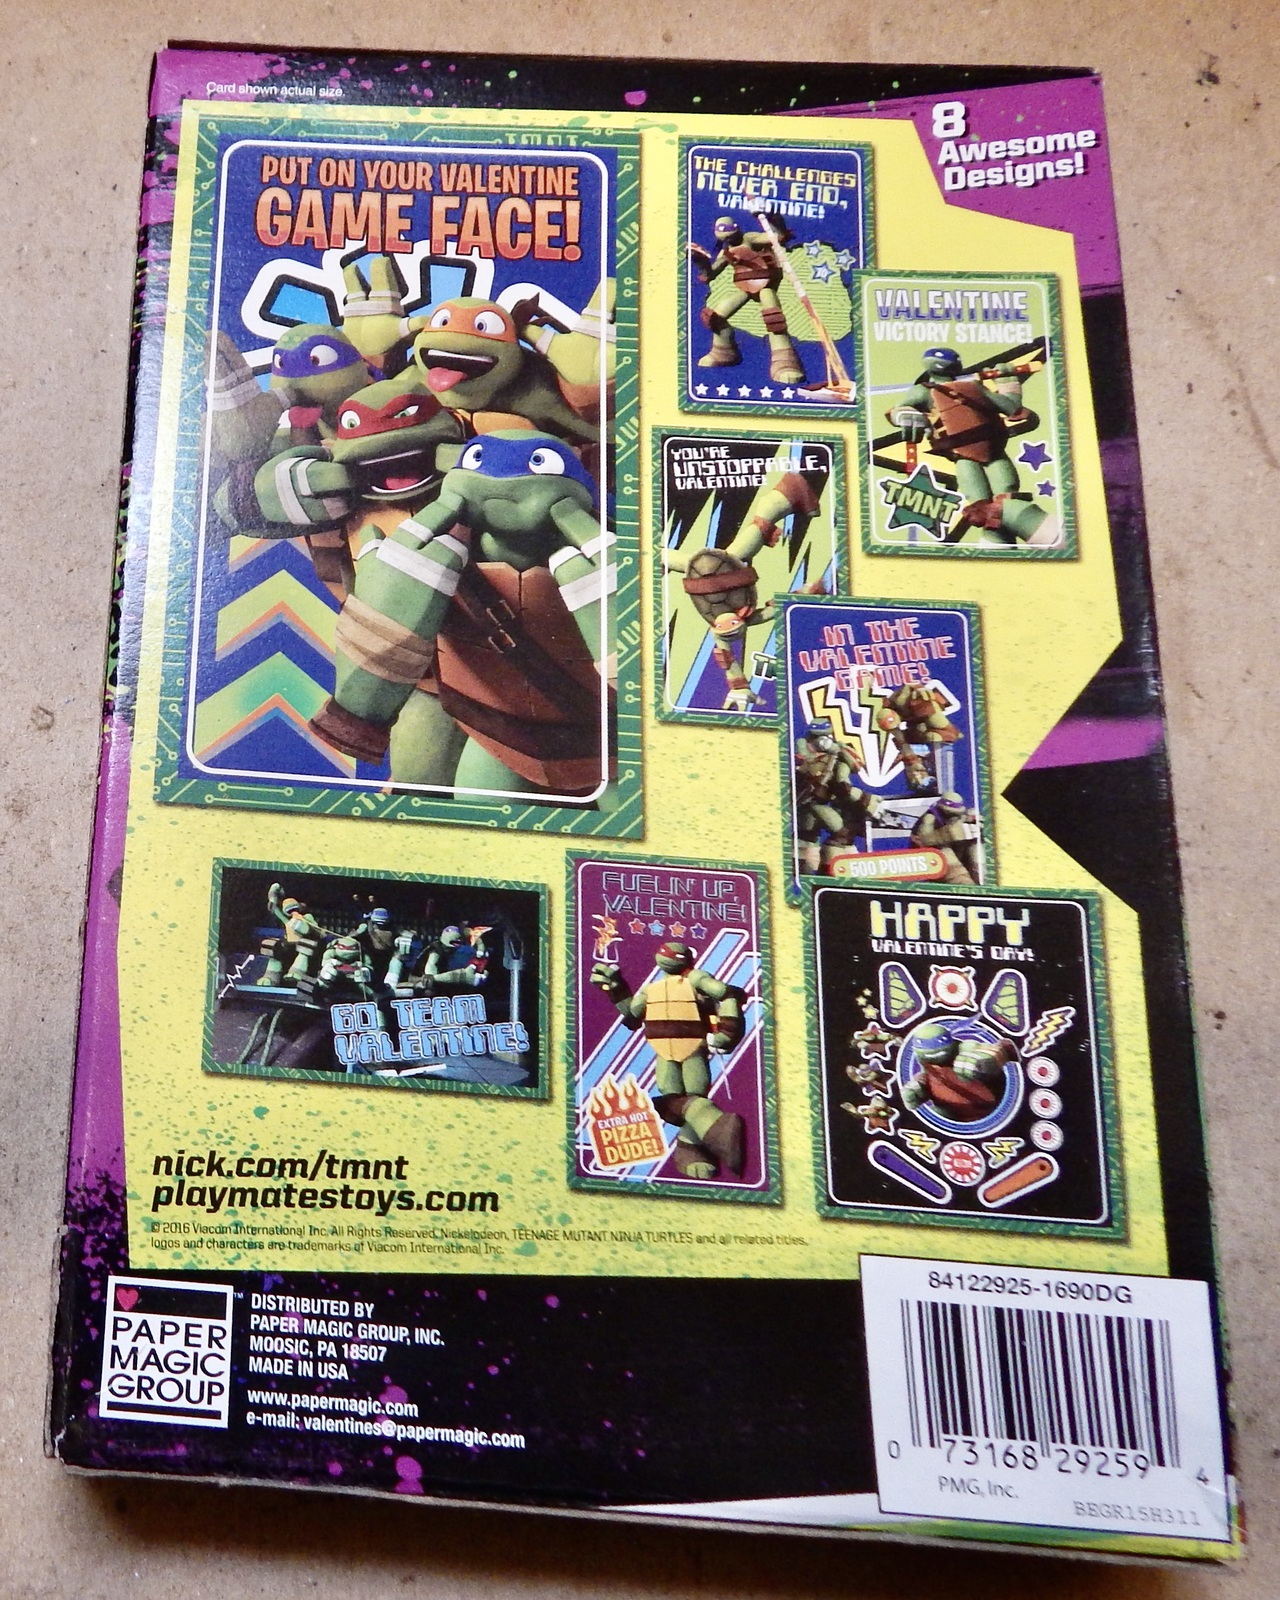 Card shown actual size.
8
Awesome
Designs!
TMNT
PUT ON YOUR VALENTINE
GAME FACE!
THE CHALLENGES
NEVER END,
VALENTINE!
VALENTINE
VICTORY STANCE!
TMNT
YOU'RE
UNSTOPPABLE,
VALENTINE!
IN THE
VALENTINE
GAME!
500 POINTS
GO TEAM
VALENTINE!
FUELIN' UP,
VALENTINE!
EXTRA HOT
PIZZA
DUDE!
HAPPY
VALENTINE'S DAY!
nick.com/tmnt
playmatestoys.com
© 2016 Viacom International Inc. All Rights Reserved. Nickelodeon, TEENAGE MUTANT NINJA TURTLES and all related titles,
logos and characters are trademarks of Viacom International Inc.
PAPER
MAGIC
GROUP
™
DISTRIBUTED BY
PAPER MAGIC GROUP, INC.
MOOSIC, PA 18507
MADE IN USA
www.papermagic.com
e-mail: valentines@papermagic.com
84122925-1690DG
0 73168 29259 4
PMG, Inc.
BEGR15H311